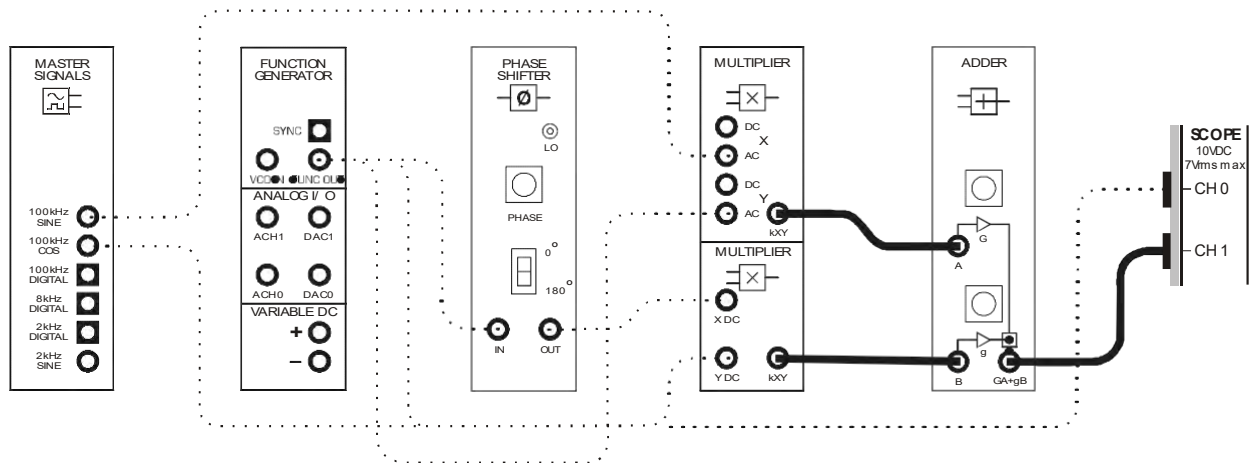 MASTER
SIGNALS
100kHz
SINE
100kHz
COS
100kHz
DIGITAL
8kHz
DIGITAL
2kHz
DIGITAL
2kHz
SINE
FUNCTION
GENERATOR
SYNC
FUNC OUT
ANALOG I/ O
ACH1 DAC1
ACH0 DAC0
VARIABLE DC
+
−
PHASE
SHIFTER
Ø
LO
PHASE
0°
180°
IN OUT
MULTIPLIER
×
DC
X
AC
DC
Y
AC kXY
MULTIPLIER
×
X DC
Y DC kXY
ADDER
+
G
A
g
B GA+gB
SCOPE
10VDC
7Vrms max
CH 0
CH 1